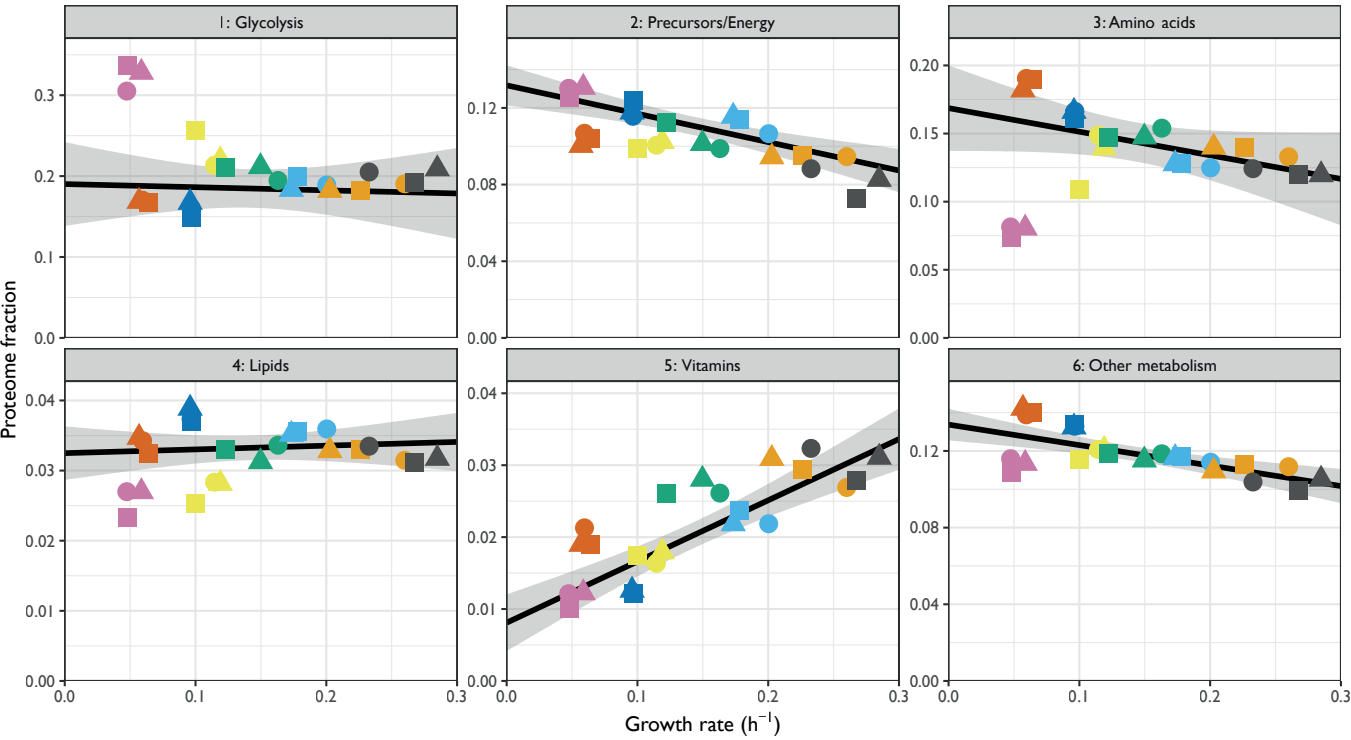 1: Glycolysis
2: Precursors/Energy
3: Amino acids
0.3
0.2
0.1
0.0
0.12
0.08
0.04
0.00
0.20
0.15
0.10
0.05
0.00
Proteome fraction
4: Lipids
5: Vitamins
6: Other metabolism
0.04
0.03
0.02
0.01
0.00
0.04
0.03
0.02
0.01
0.00
0.12
0.08
0.04
0.00
0.0 0.1 0.2 0.3
0.0 0.1 0.2 0.3
0.0 0.1 0.2 0.3
Growth rate (h⁻¹)